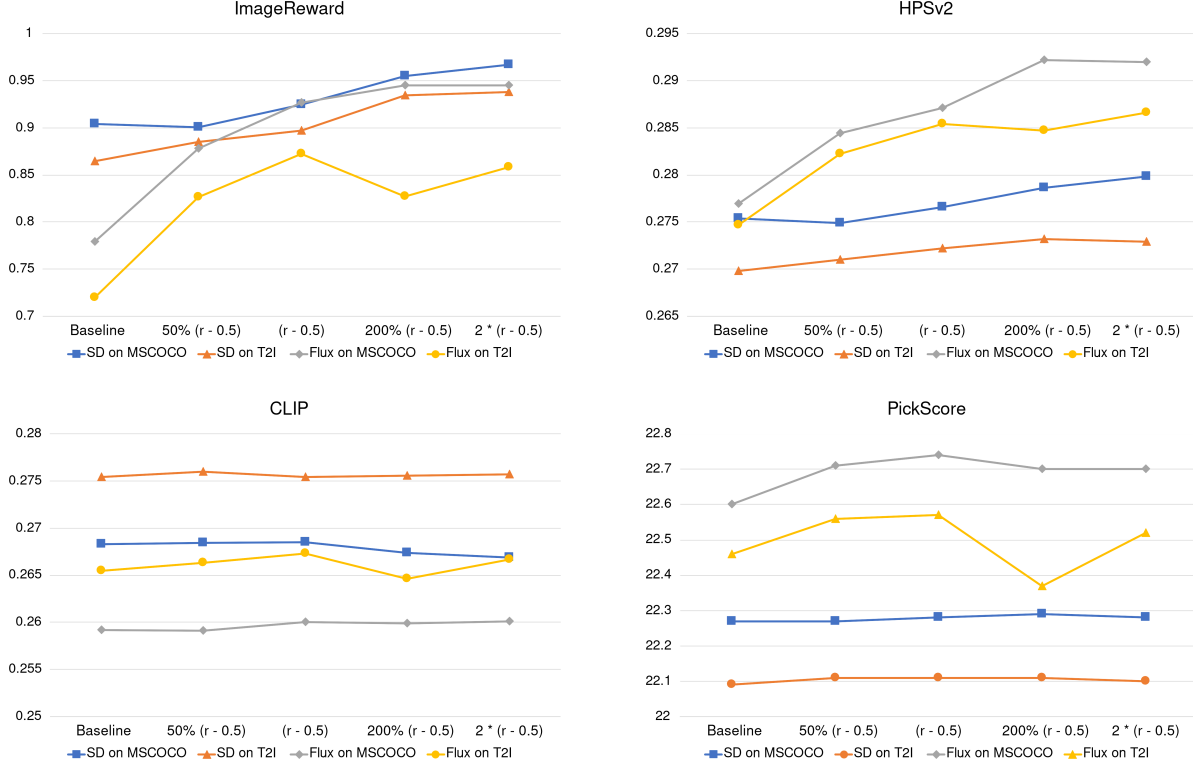 ImageReward
1
0.95
0.9
0.85
0.8
0.75
0.7
Baseline 50% (r - 0.5) (r - 0.5) 200% (r - 0.5) 2 * (r - 0.5)
SD on MSCOCO SD on T2I Flux on MSCOCO Flux on T2I
HPSv2
0.295
0.29
0.285
0.28
0.275
0.27
0.265
Baseline 50% (r - 0.5) (r - 0.5) 200% (r - 0.5) 2 * (r - 0.5)
SD on MSCOCO SD on T2I Flux on MSCOCO Flux on T2I
CLIP
0.28
0.275
0.27
0.265
0.26
0.255
0.25
Baseline 50% (r - 0.5) (r - 0.5) 200% (r - 0.5) 2 * (r - 0.5)
SD on MSCOCO SD on T2I Flux on MSCOCO Flux on T2I
PickScore
22.8
22.7
22.6
22.5
22.4
22.3
22.2
22.1
22
Baseline 50% (r - 0.5) (r - 0.5) 200% (r - 0.5) 2 * (r - 0.5)
SD on MSCOCO SD on T2I Flux on MSCOCO Flux on T2I